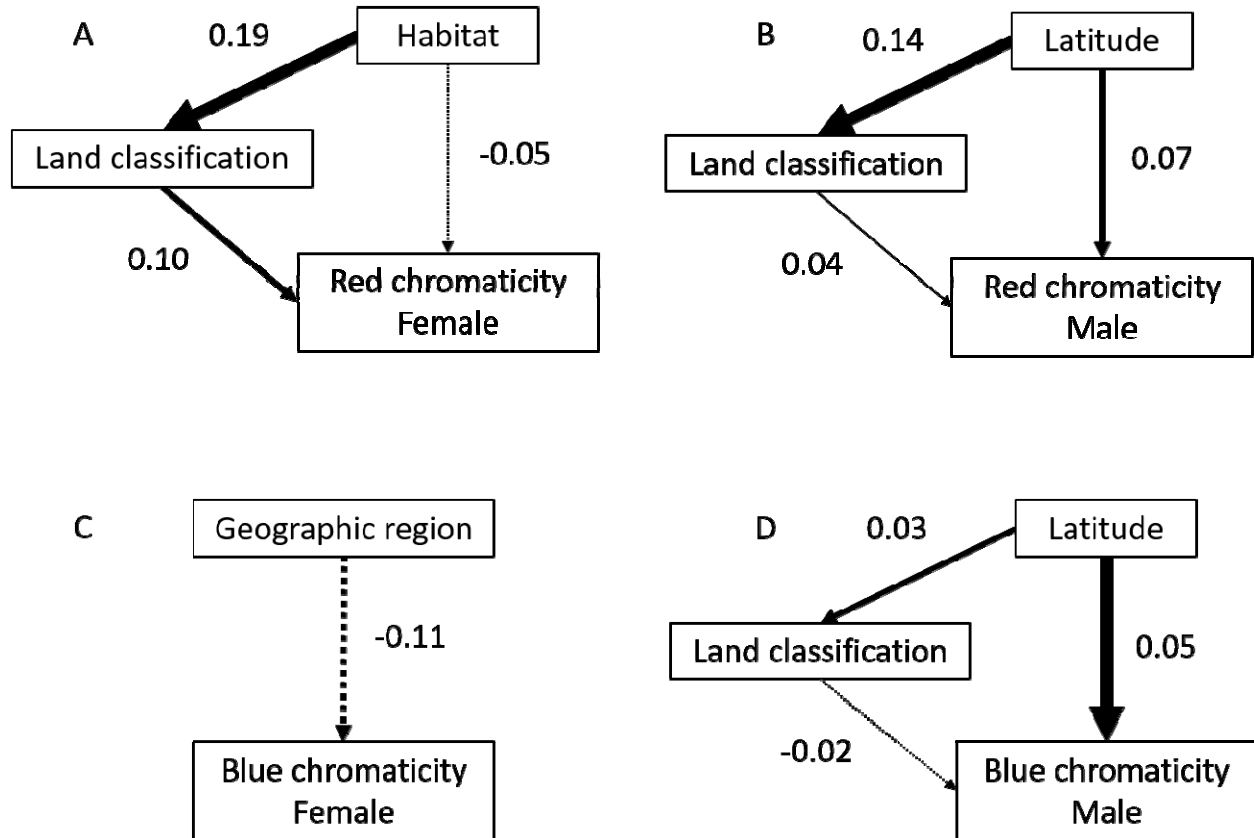 A
0.19
Habitat
Land classification
-0.05
0.10
Red chromaticity
Female
B
0.14
Latitude
Land classification
0.07
0.04
Red chromaticity
Male
C
Geographic region
-0.11
Blue chromaticity
Female
D
0.03
Latitude
Land classification
0.05
-0.02
Blue chromaticity
Male